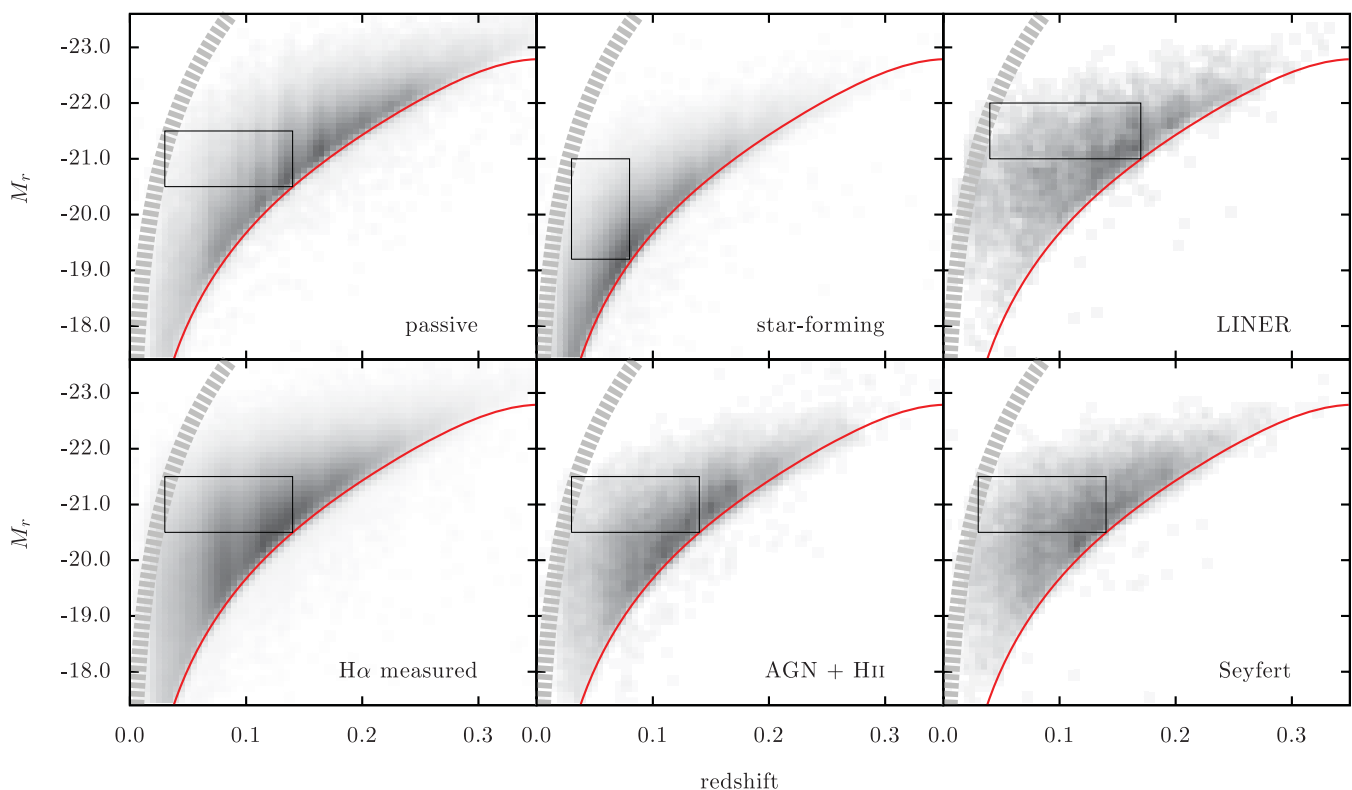 -23.0
-22.0
-21.0
-20.0
-19.0
-18.0
M_r
passive
star-forming
LINER
-23.0
-22.0
-21.0
-20.0
-19.0
-18.0
M_r
Hα measured
AGN + HII
Seyfert
0.0 0.1 0.2 0.3 0.0 0.1 0.2 0.3 0.0 0.1 0.2 0.3
redshift